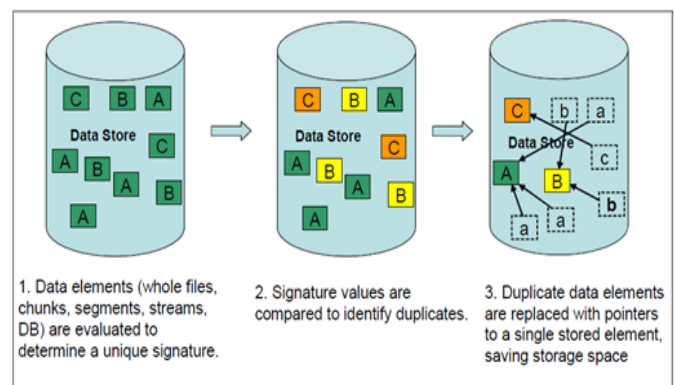 C B A
Data Store
C
A
B
A
B
A
C B A
Data Store
C
A
B
A
B
A
C
b
a
Data Store
c
A
B
b
a
a
1. Data elements (whole files,
chunks, segments, streams,
DB) are evaluated to
determine a unique signature.
2. Signature values are
compared to identify duplicates.
3. Duplicate data elements
are replaced with pointers
to a single stored element,
saving storage space